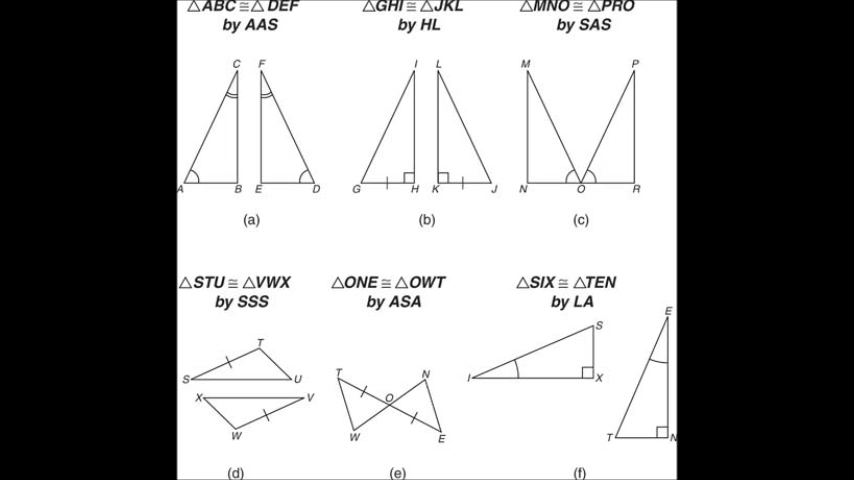 △ABC ≅ △DEF △GHI ≅ △JKL △MNO ≅ △PRO
by AAS by HL by SAS
C F I L M P
A B E D G H K J N O R
(a) (b) (c)
△STU ≅ △VWX △ONE ≅ △OWT △SIX ≅ △TEN
by SSS by ASA by LA
E
S
T
T N
O
S U I X
X V
W W E T N
(d) (e) (f)